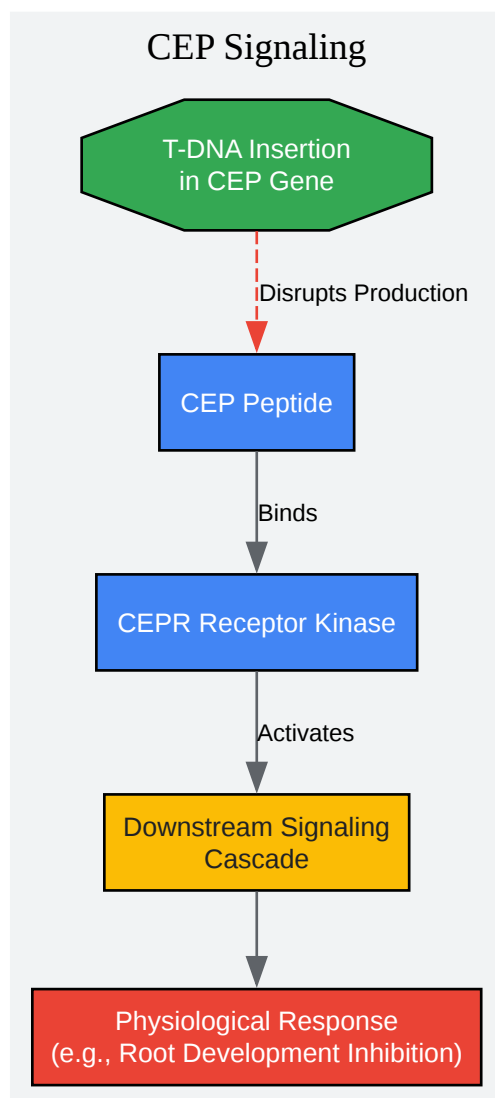 CEP Signaling
T-DNA Insertion
in CEP Gene
Disrupts Production
CEP Peptide
Binds
CEPR Receptor Kinase
Activates
Downstream Signaling
Cascade
Physiological Response
(e.g., Root Development Inhibition)